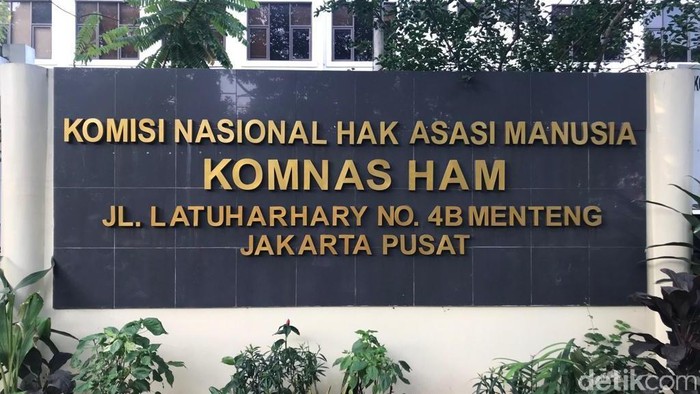 KOMISI NASIONAL HAK ASASI MANUSIA
KOMNAS HAM
JL. LATUHARHARY NO. 4B MENTENG
JAKARTA PUSAT
detikcom